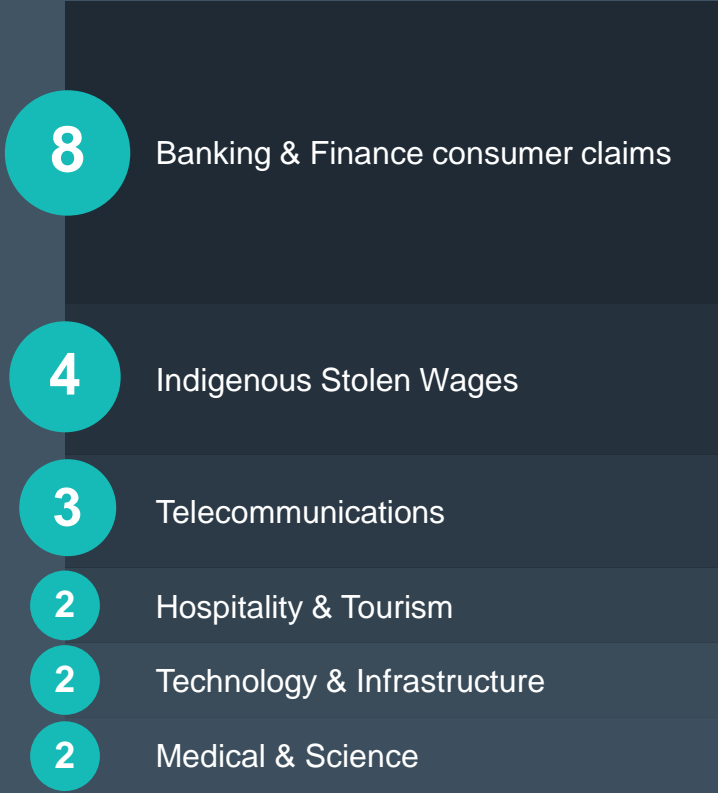 8 Banking & Finance consumer claims
4 Indigenous Stolen Wages
3 Telecommunications
2 Hospitality & Tourism
2 Technology & Infrastructure
2 Medical & Science